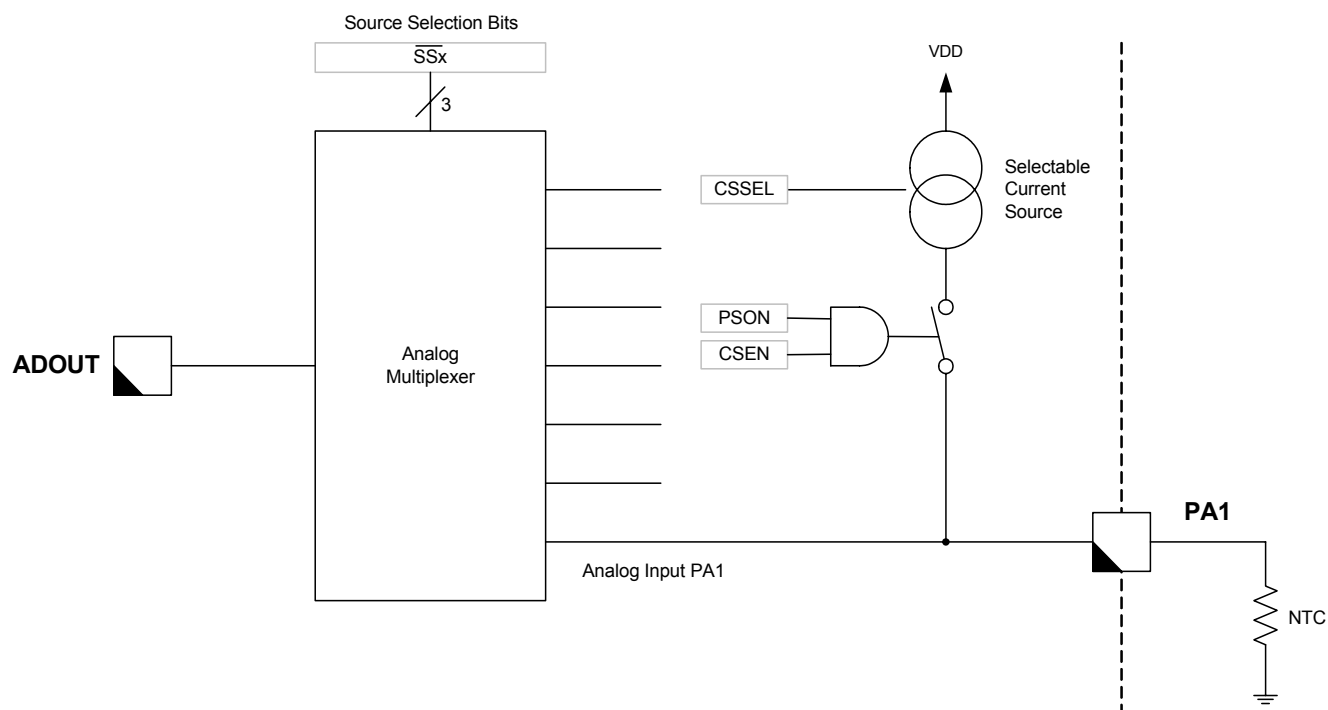 Source Selection Bits
SSx
3
VDD
CSSEL
Selectable
Current
Source
PSON
CSEN
ADOUT
Analog
Multiplexer
PA1
Analog Input PA1
NTC